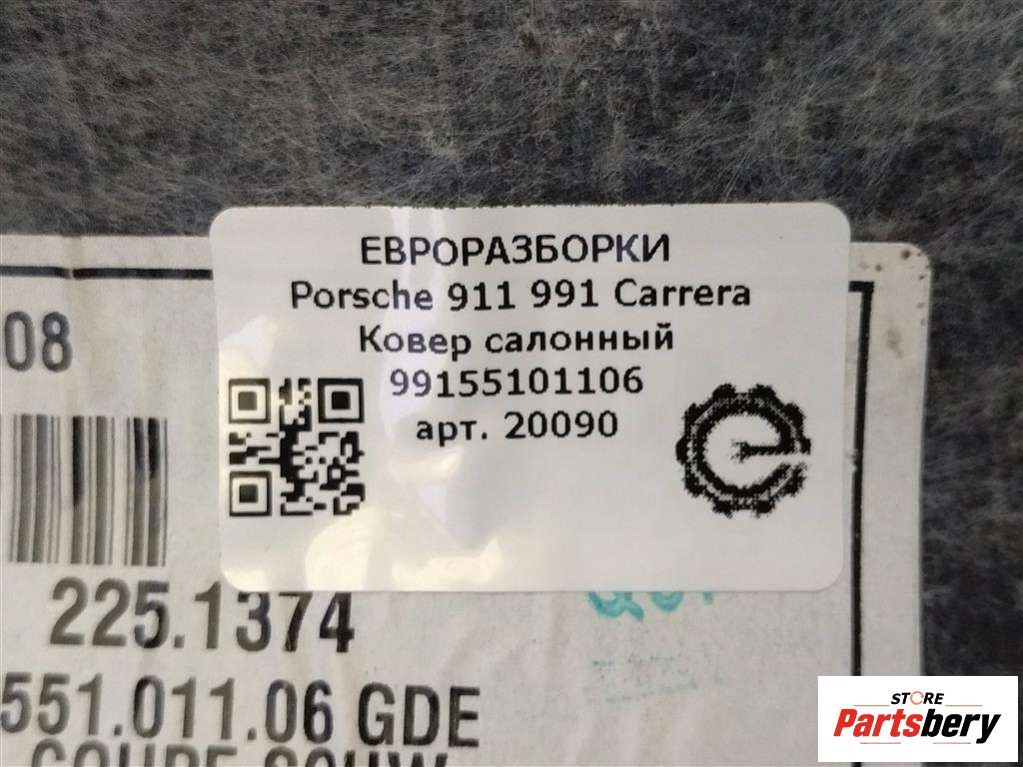 ЕВРОРАЗБОРКИ
Porsche 911 991 Carrera
Ковер салонный
99155101106
арт. 20090
08
225.1374
551.011.06 GDE
STORE
Partsbery